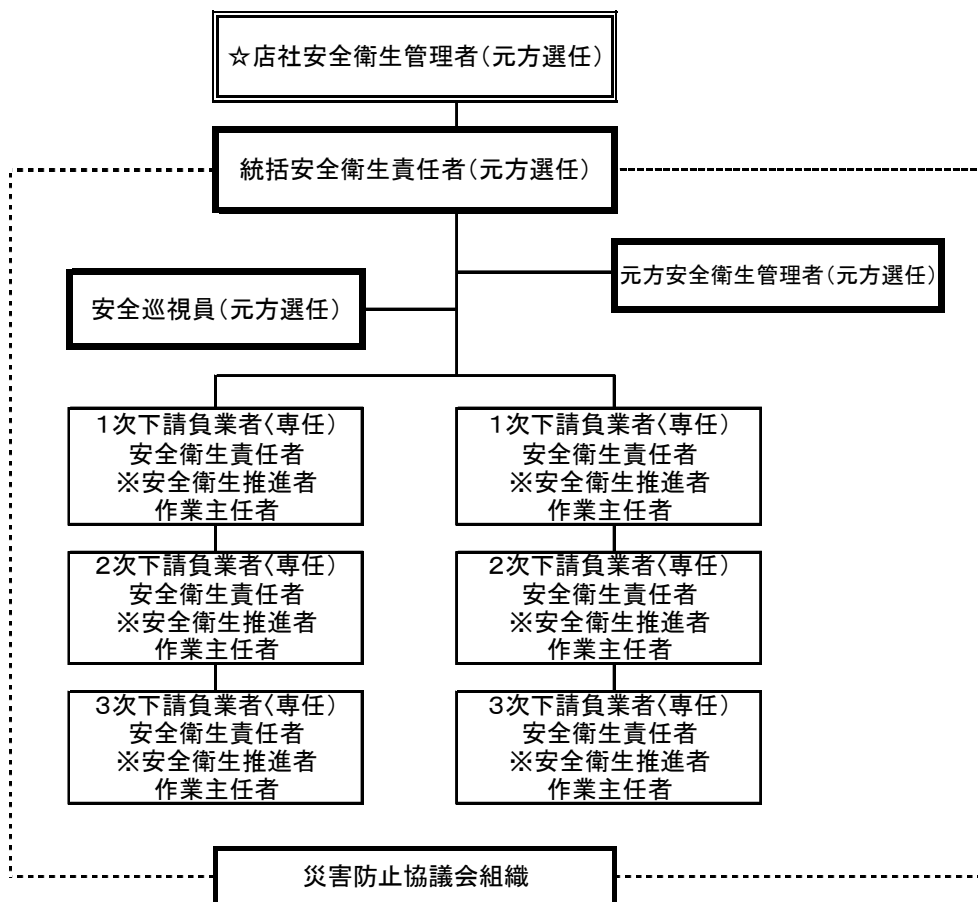 ☆店社安全衛生管理者(元方選任)
統括安全衛生責任者(元方選任)
元方安全衛生管理者(元方選任)
安全巡視員(元方選任)
1次下請負業者〈専任)
安全衛生責任者
※安全衛生推進者
作業主任者
1次下請負業者〈専任)
安全衛生責任者
※安全衛生推進者
作業主任者
2次下請負業者〈専任)
安全衛生責任者
※安全衛生推進者
作業主任者
2次下請負業者〈専任)
安全衛生責任者
※安全衛生推進者
作業主任者
3次下請負業者〈専任)
安全衛生責任者
※安全衛生推進者
作業主任者
3次下請負業者〈専任)
安全衛生責任者
※安全衛生推進者
作業主任者
災害防止協議会組織